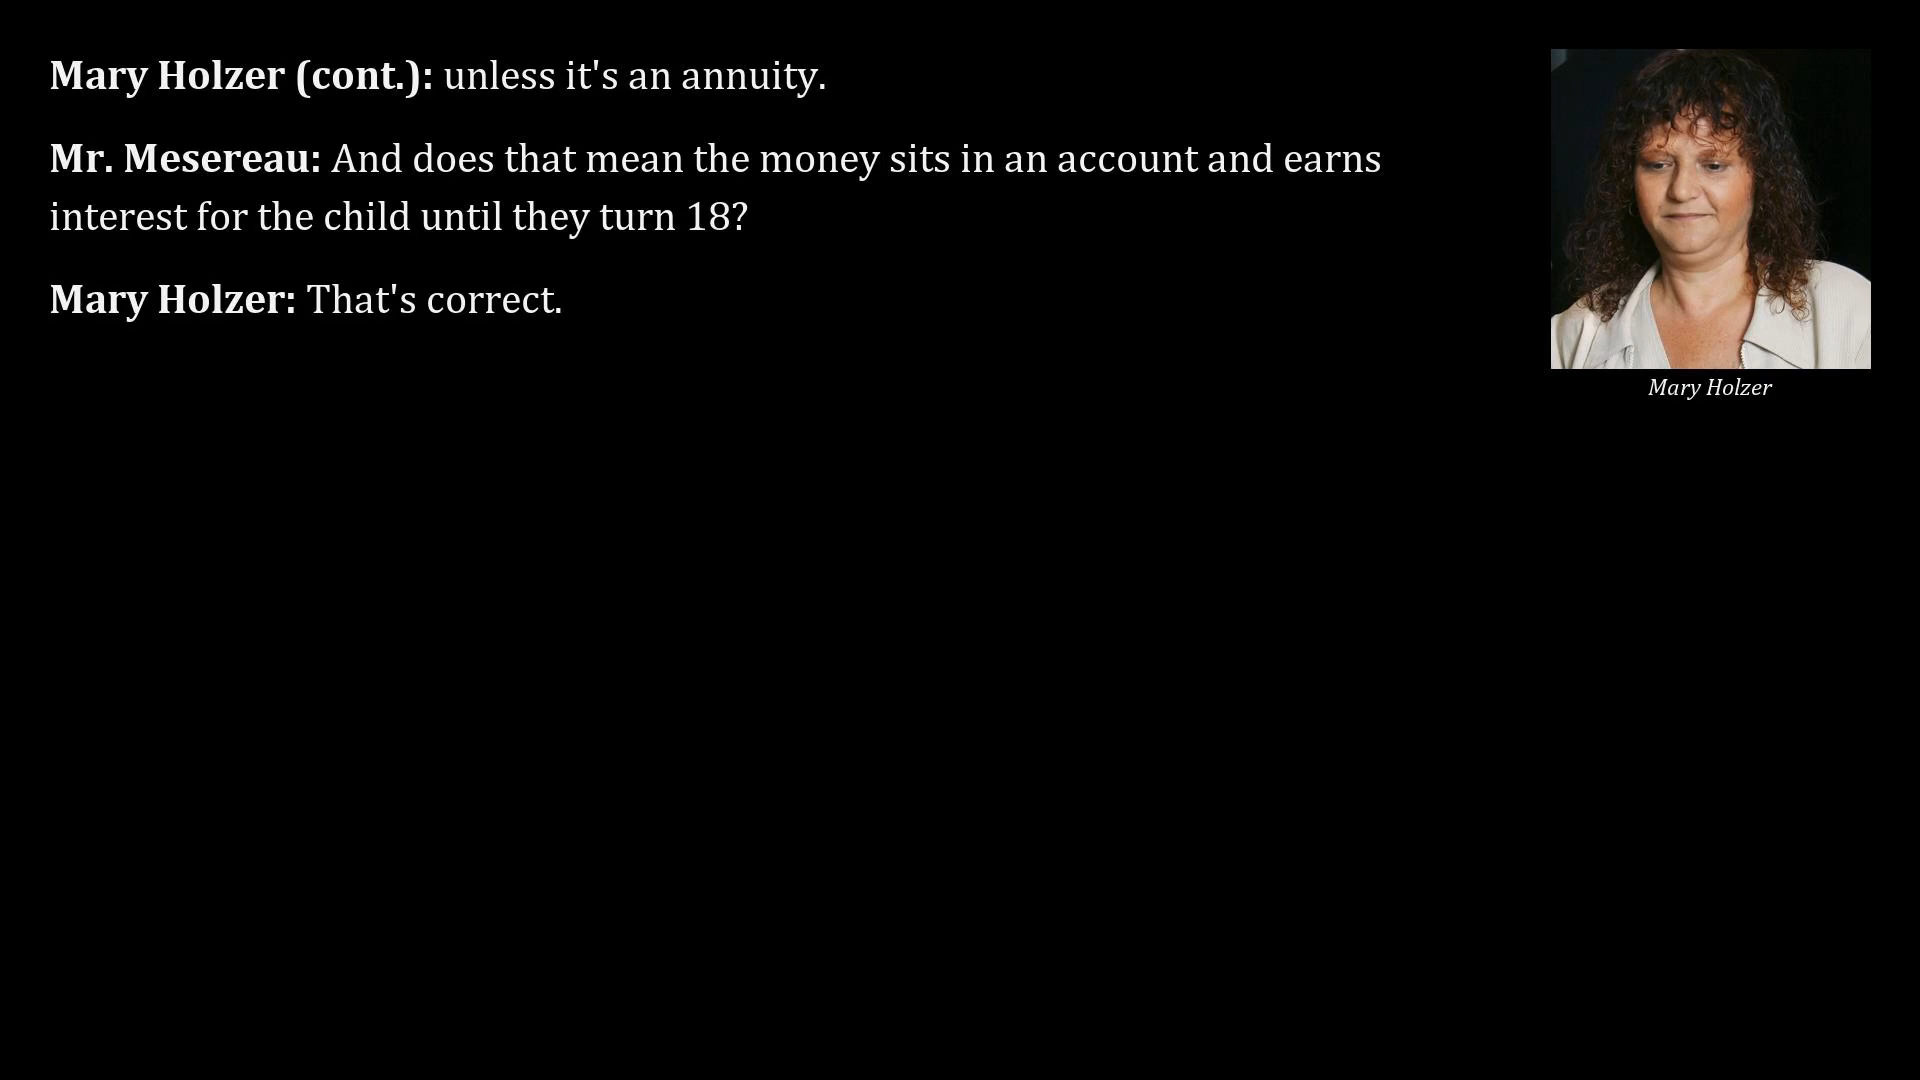 Mary Holzer (cont.): unless it's an annuity.
Mr. Mesereau: And does that mean the money sits in an account and earns
interest for the child until they turn 18?
Mary Holzer: That's correct.
Mary Holzer